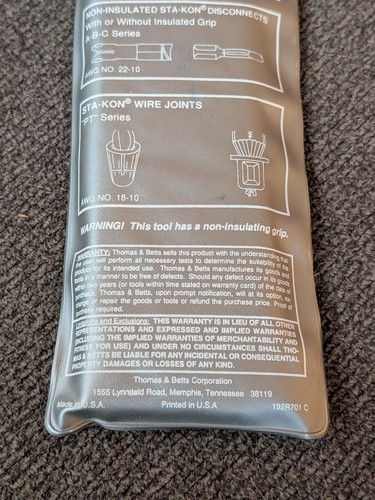 NON-INSULATED STA-KON® DISCONNECTS
With or Without Insulated Grip
A-B-C Series
AWG NO. 22-10
STA-KON® WIRE JOINTS
"PT" Series
AWG NO. 18-10
WARNING! This tool has a non-insulating grip.
WARRANTY: Thomas & Betts sells this product with the understanding that
the user will perform all necessary tests to determine the suitability of the
product for its intended use. Thomas & Betts manufactures its goods and
tools in a manner to be free of defects. Should any defect occur in its goods
within two years (or tools within time stated on warranty card) of the date of
purchase, Thomas & Betts, upon prompt notification, will at its option, ex-
change or repair the goods or tools or refund the purchase price. Proof of
purchase required.
Limitations and Exclusions: THIS WARRANTY IS IN LIEU OF ALL OTHER
REPRESENTATIONS AND EXPRESSED AND IMPLIED WARRANTIES
(INCLUDING THE IMPLIED WARRANTIES OF MERCHANTABILITY AND
FITNESS FOR USE) AND UNDER NO CIRCUMSTANCES SHALL THO-
MAS & BETTS BE LIABLE FOR ANY INCIDENTAL OR CONSEQUENTIAL
PROPERTY DAMAGES OR LOSSES OF ANY KIND.
Thomas & Betts Corporation
1555 Lynnfield Road, Memphis, Tennessee 38119
Made in U.S.A. Printed in U.S.A 192R701 C